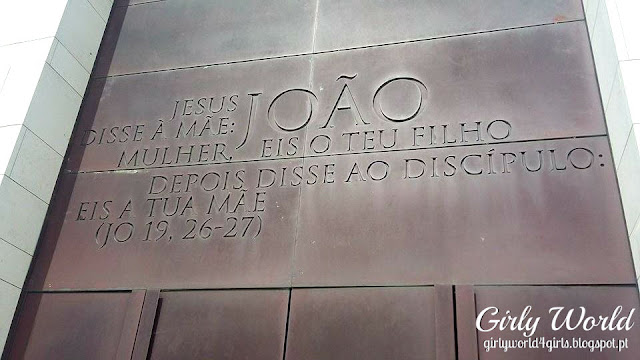 JESUS JOÃO
DISSE À MÃE:
MULHER, EIS O TEU FILHO
DEPOIS DISSE AO DISCÍPULO:
EIS A TUA MÃE
(JO 19, 26-27)
Girly World
girlyworld4girls.blogspot.pt